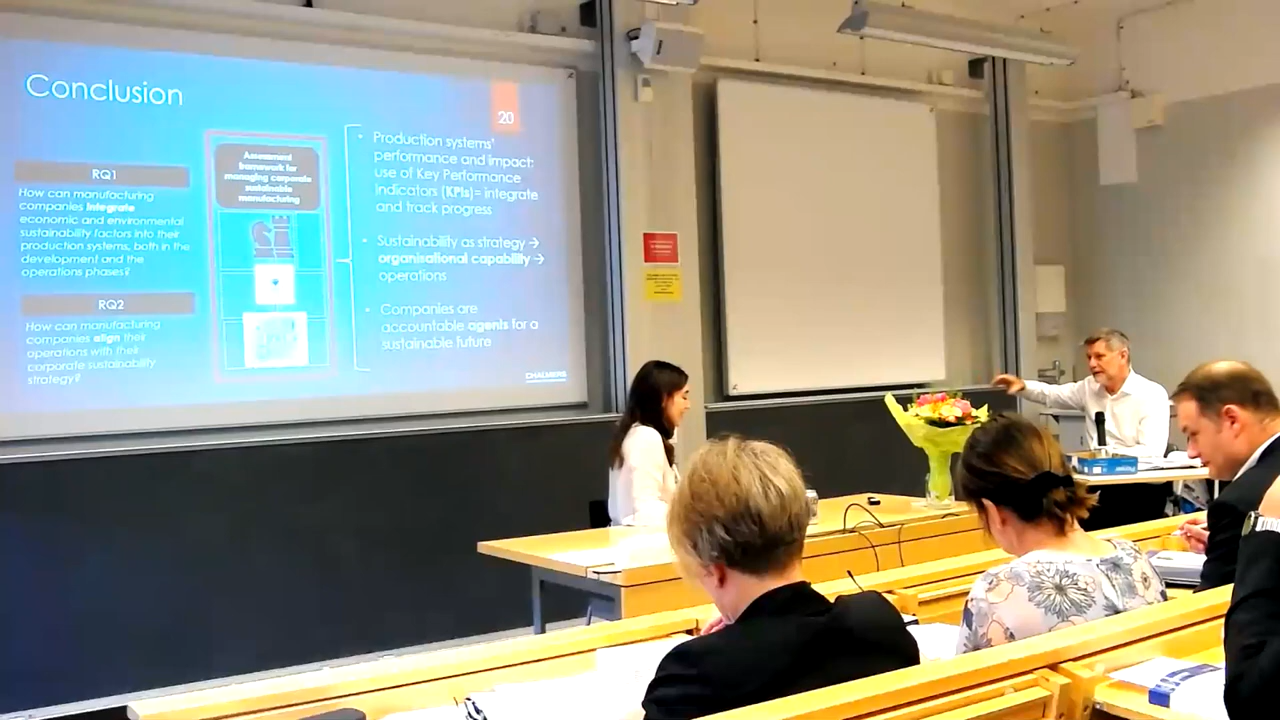 Conclusion
20
RQ1
How can manufacturing
companies integrate
economic and environmental
sustainability factors into their
production systems, both in the
development and the
operations phases?
RQ2
How can manufacturing
companies align their
operations with their
corporate sustainability
strategy?
Assessment
framework for
managing corporate
sustainable
manufacturing
• Production systems'
performance and impact:
use of Key Performance
Indicators (KPIs)= integrate
and track progress
• Sustainability as strategy →
organisational capability →
operations
• Companies are
accountable agents for a
sustainable future
CHALMERS